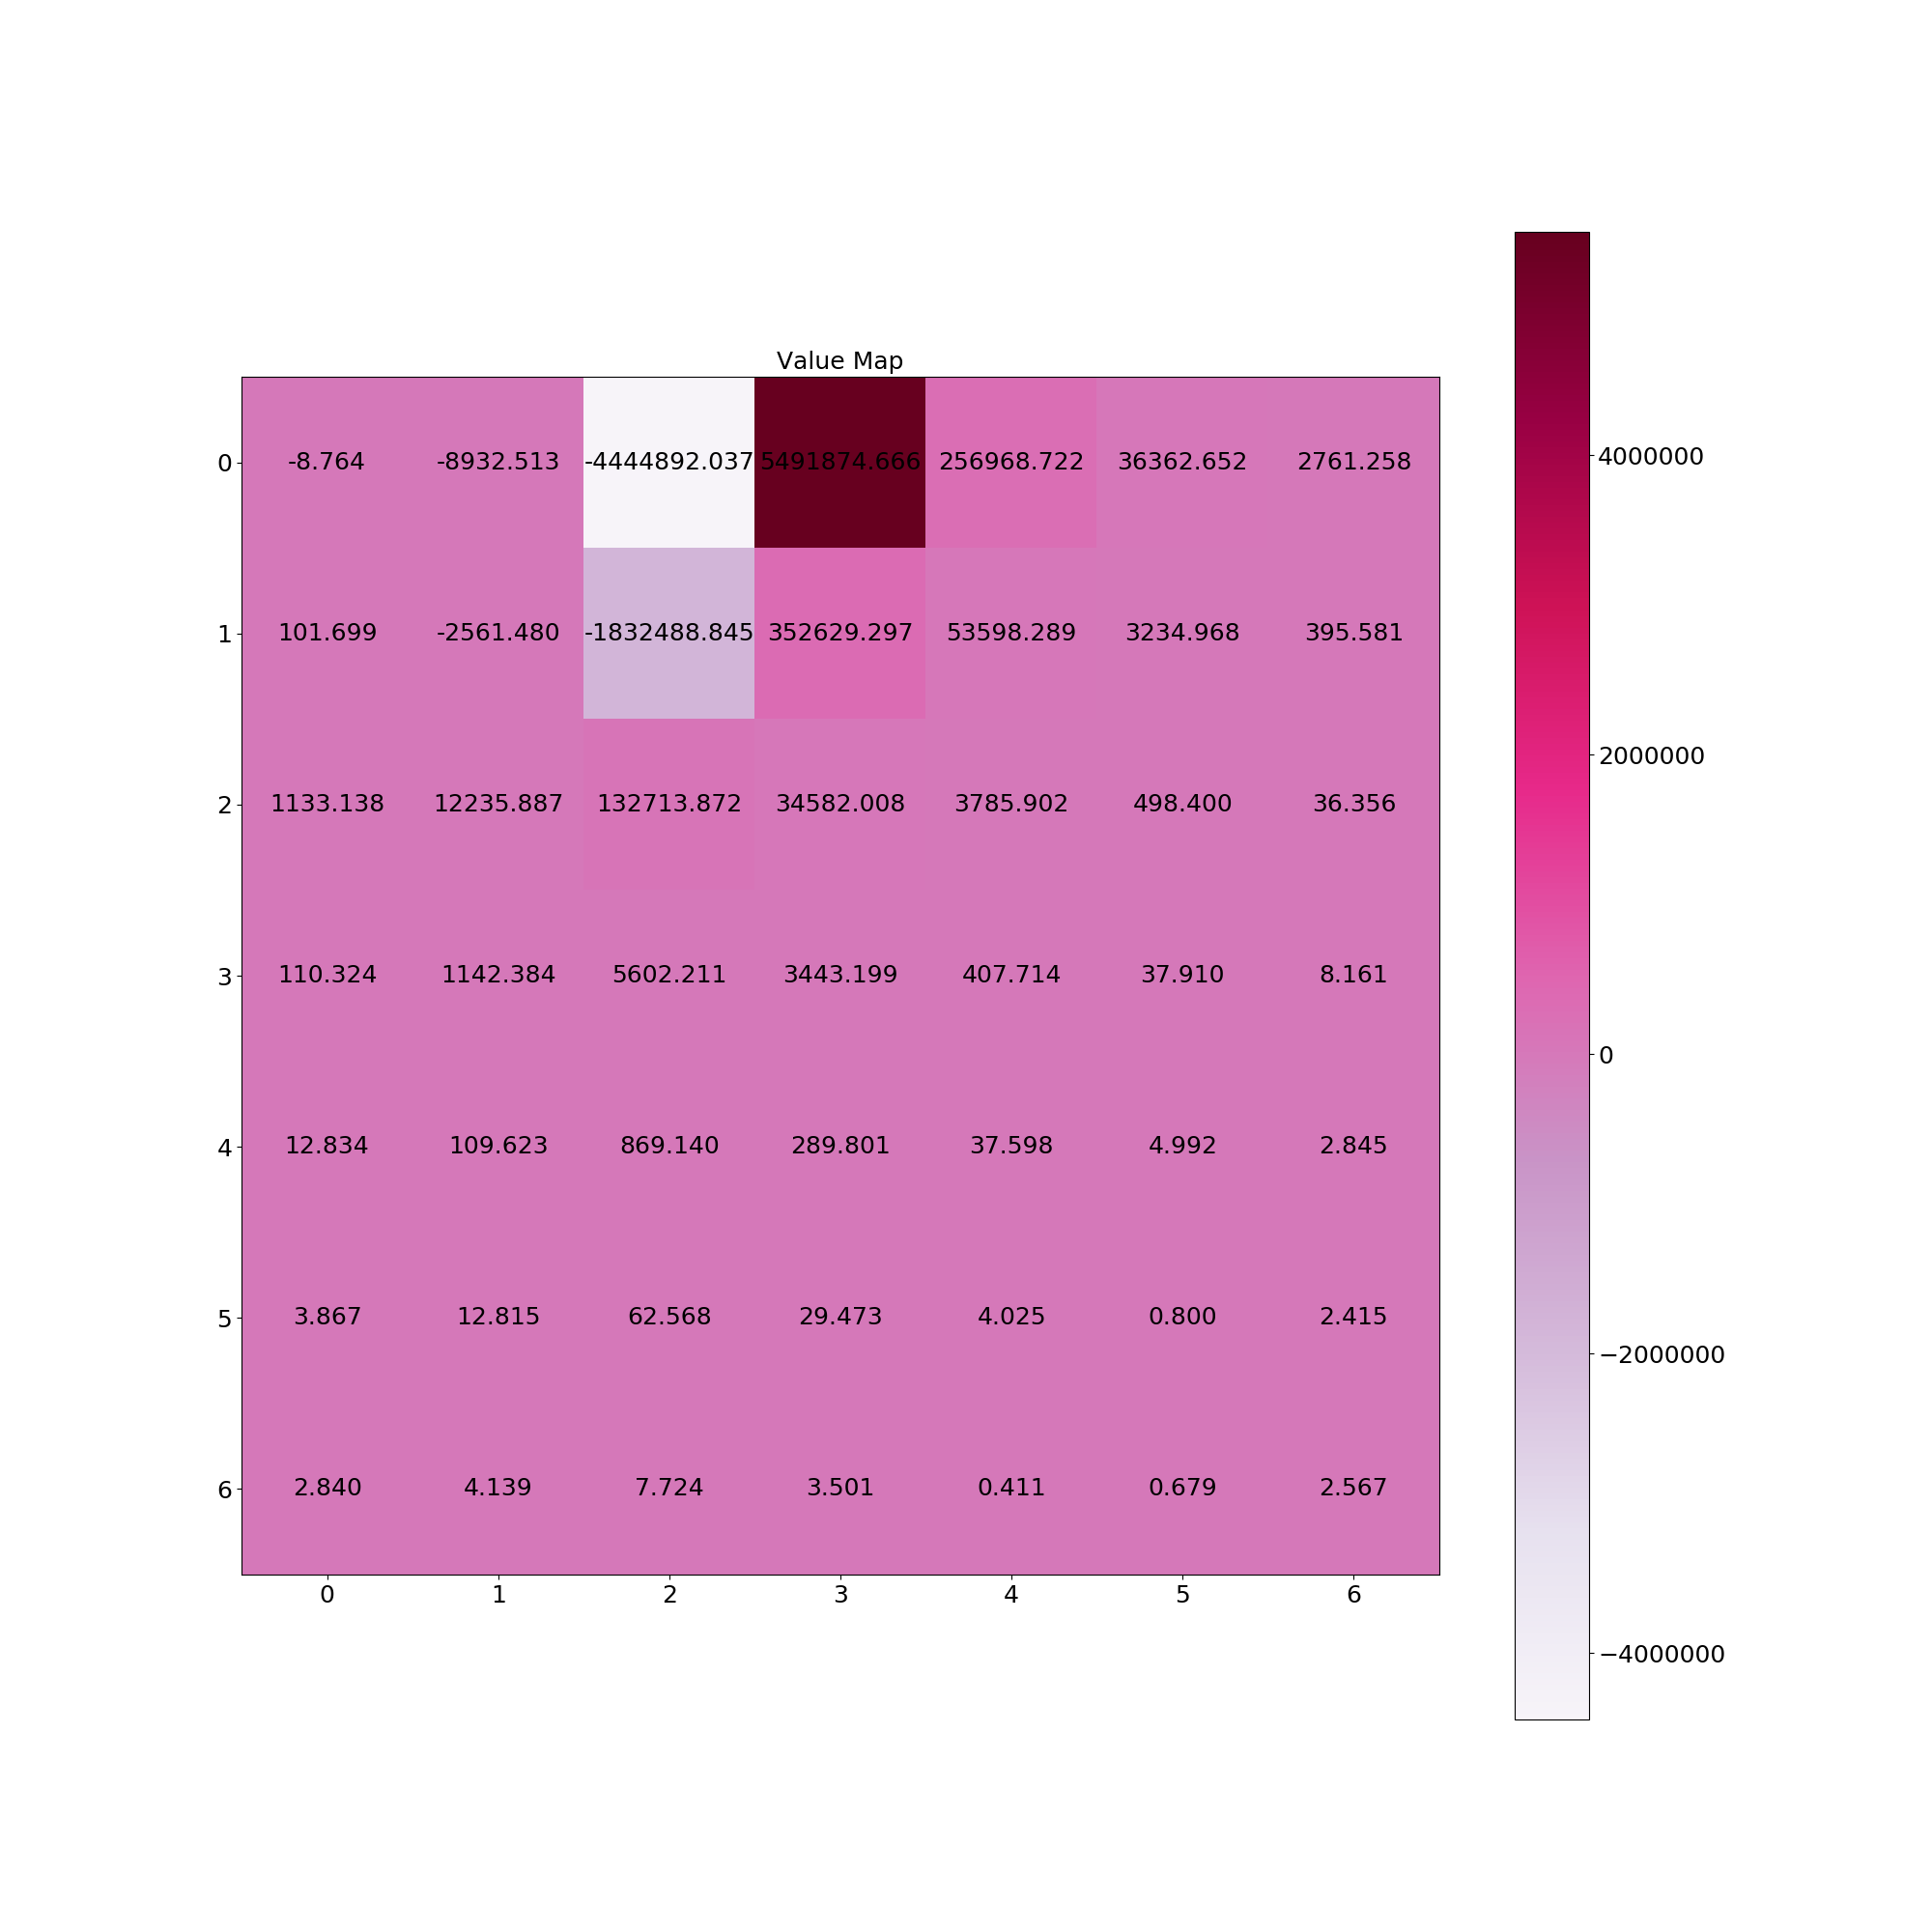 Value Map
0 -8.764 -8932.513 -4444892.037 5491874.666 256968.722 36362.652 2761.258
1 101.699 -2561.480 -1832488.845 352629.297 53598.289 3234.968 395.581
2 1133.138 12235.887 132713.872 34582.008 3785.902 498.400 36.356
3 110.324 1142.384 5602.211 3443.199 407.714 37.910 8.161
4 12.834 109.623 869.140 289.801 37.598 4.992 2.845
5 3.867 12.815 62.568 29.473 4.025 0.800 2.415
6 2.840 4.139 7.724 3.501 0.411 0.679 2.567
0 1 2 3 4 5 6
4000000
2000000
0
−2000000
−4000000